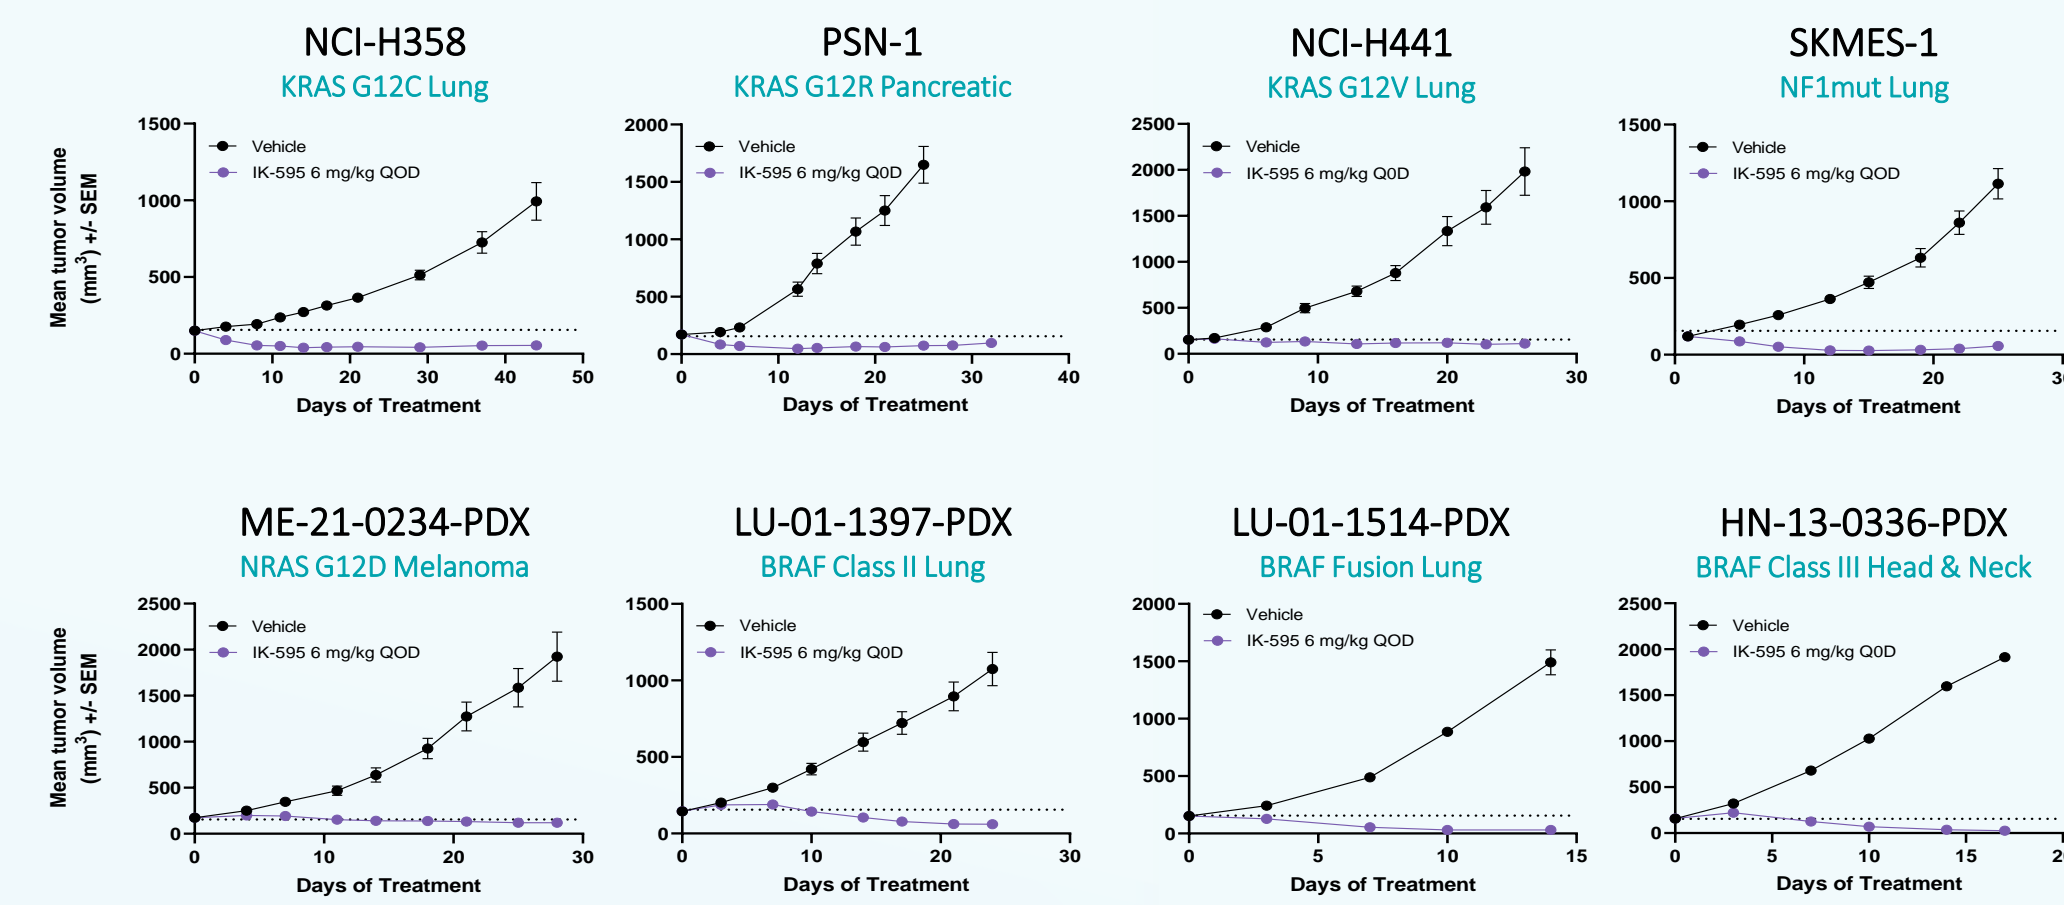 NCI-H358
KRAS G12C Lung
1500
1000
500
0
Mean tumor volume
(mm³) +/- SEM
Vehicle
IK-595 6 mg/kg QOD
0 10 20 30 40 50
Days of Treatment
PSN-1
KRAS G12R Pancreatic
2000
1500
1000
500
0
Vehicle
IK-595 6 mg/kg Q0D
0 10 20 30 40
Days of Treatment
NCI-H441
KRAS G12V Lung
2500
2000
1500
1000
500
0
Vehicle
IK-595 6 mg/kg Q0D
0 10 20 30
Days of Treatment
SKMES-1
NF1mut Lung
1500
1000
500
0
Vehicle
IK-595 6 mg/kg QOD
0 10 20
Days of Treatment
ME-21-0234-PDX
NRAS G12D Melanoma
2500
2000
1500
1000
500
0
Mean tumor volume
(mm³) +/- SEM
Vehicle
IK-595 6 mg/kg QOD
0 10 20 30
Days of Treatment
LU-01-1397-PDX
BRAF Class II Lung
1500
1000
500
0
Vehicle
IK-595 6 mg/kg Q0D
0 10 20 30
Days of Treatment
LU-01-1514-PDX
BRAF Fusion Lung
2000
1500
1000
500
0
Vehicle
IK-595 6 mg/kg QOD
0 5 10 15
Days of Treatment
HN-13-0336-PDX
BRAF Class III Head & Neck
2500
2000
1500
1000
500
0
Vehicle
IK-595 6 mg/kg Q0D
0 5 10 15
Days of Treatment